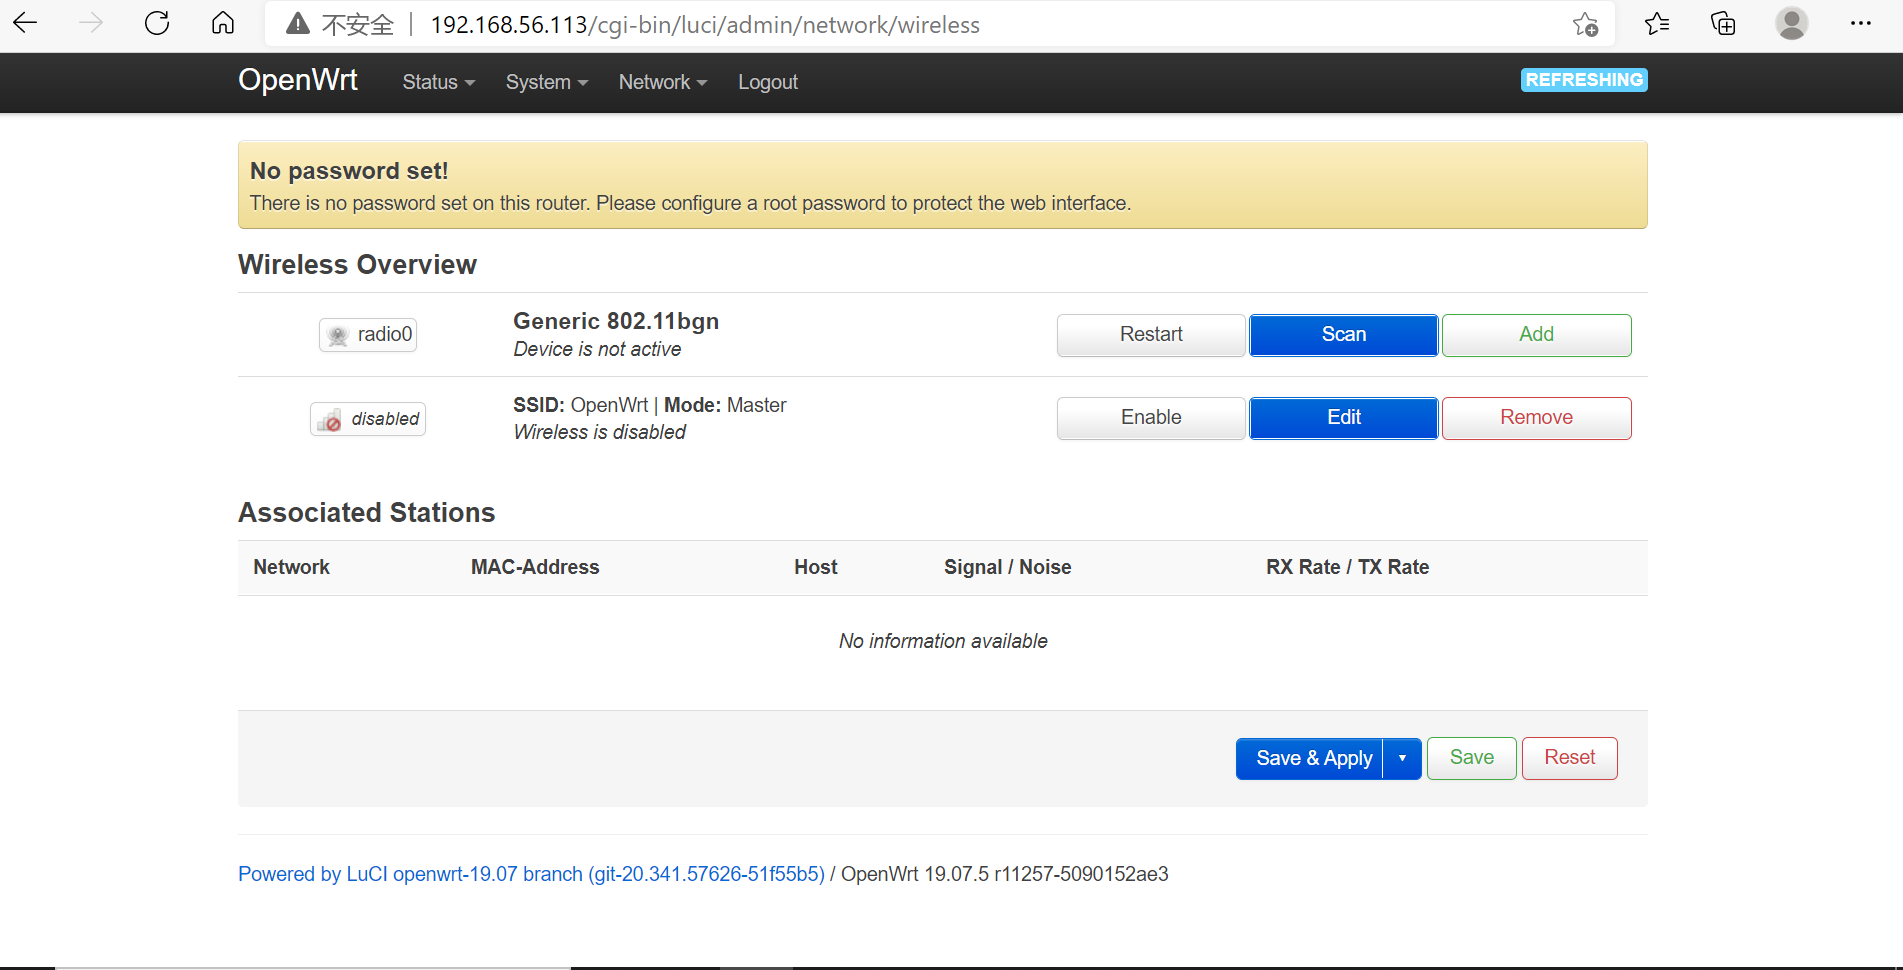 不安全 | 192.168.56.113/cgi-bin/luci/admin/network/wireless
OpenWrt Status System Network Logout REFRESHING
No password set!
There is no password set on this router. Please configure a root password to protect the web interface.
Wireless Overview
radio0 Generic 802.11bgn Restart Scan Add
Device is not active
disabled SSID: OpenWrt | Mode: Master Enable Edit Remove
Wireless is disabled
Associated Stations
Network MAC-Address Host Signal / Noise RX Rate / TX Rate
No information available
Save & Apply Save Reset
Powered by LuCI openwrt-19.07 branch (git-20.341.57626-51f55b5) / OpenWrt 19.07.5 r11257-5090152ae3